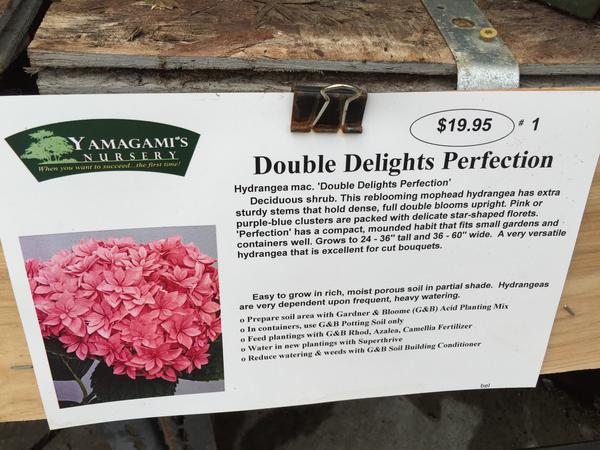 YAMAGAMI'S
NURSERY
When you want to succeed...the first time!
$19.95 # 1
Double Delights Perfection
Hydrangea mac. 'Double Delights Perfection'
Deciduous shrub. This reblooming mophead hydrangea has extra
sturdy stems that hold dense, full double blooms upright. Pink or
purple-blue clusters are packed with delicate star-shaped florets.
'Perfection' has a compact, mounded habit that fits small gardens and
containers well. Grows to 24 - 36" tall and 36 - 60" wide. A very versatile
hydrangea that is excellent for cut bouquets.
Easy to grow in rich, moist porous soil in partial shade. Hydrangeas
are very dependent upon frequent, heavy watering.
o Prepare soil area with Gardner & Bloome (G&B) Acid Planting Mix
o In containers, use G&B Potting Soil only
o Feed plantings with G&B Rhod, Azalea, Camellia Fertilizer
o Water in new plantings with Superthrive
o Reduce watering & weeds with G&B Soil Building Conditioner
bel